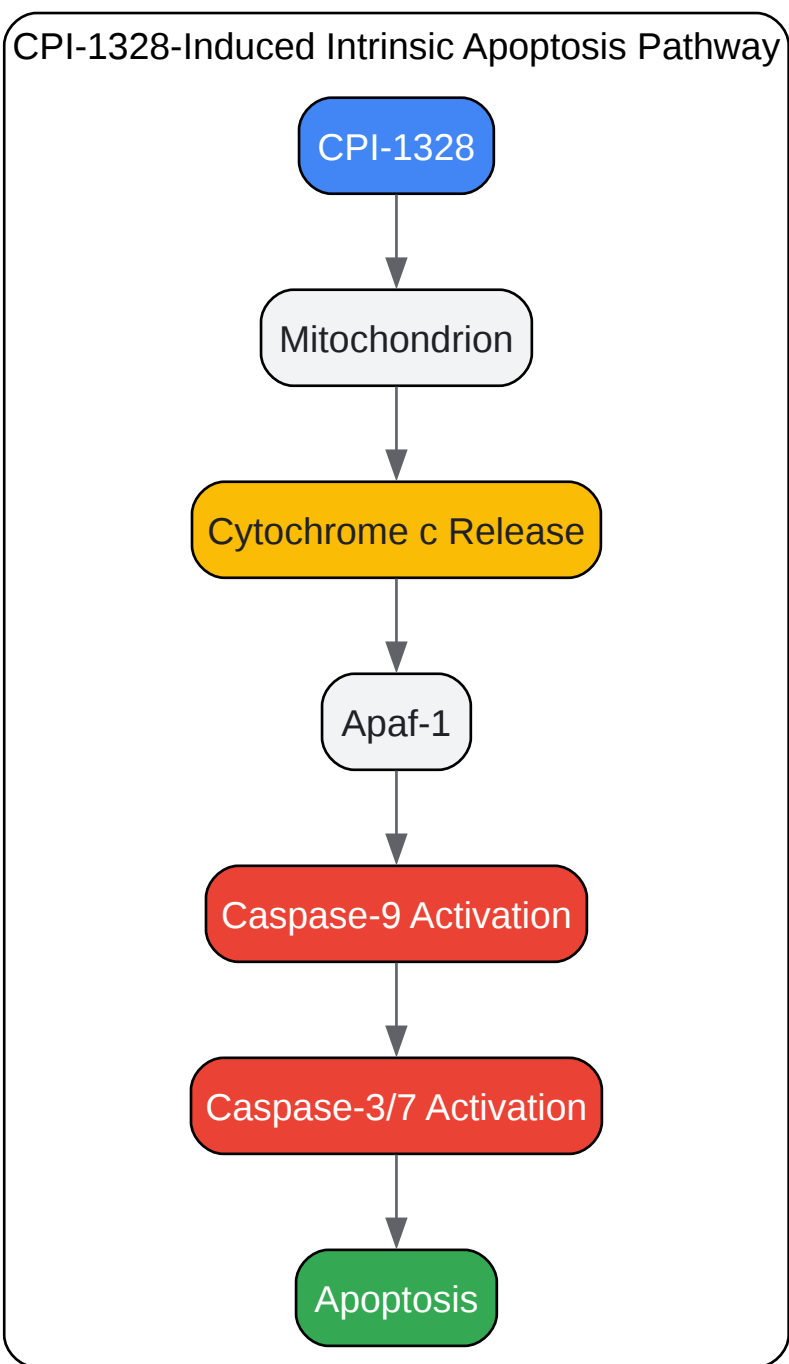 CPI-1328-Induced Intrinsic Apoptosis Pathway
CPI-1328
Mitochondrion
Cytochrome c Release
Apaf-1
Caspase-9 Activation
Caspase-3/7 Activation
Apoptosis